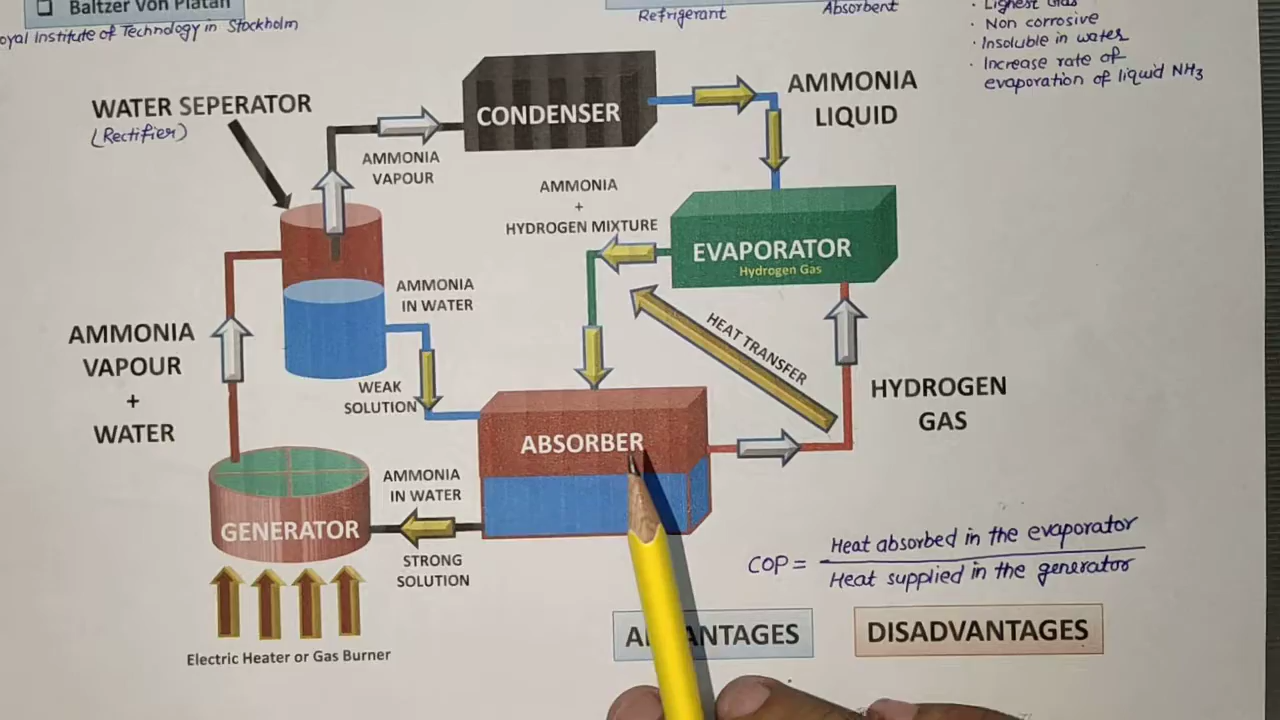 ❑ Baltzer Von Platan
oyal Institute of Technology in Stockholm
Refrigerant
Absorbent
· Lighest Gas
· Non corrosive
· Insoluble in water
· Increase rate of
evaporation of liquid NH3
WATER SEPERATOR
(Rectifier)
CONDENSER
AMMONIA
LIQUID
AMMONIA
VAPOUR
AMMONIA
+
HYDROGEN MIXTURE
EVAPORATOR
Hydrogen Gas
AMMONIA
IN WATER
HEAT TRANSFER
AMMONIA
VAPOUR
+
WATER
WEAK
SOLUTION
HYDROGEN
GAS
ABSORBER
AMMONIA
IN WATER
GENERATOR
STRONG
SOLUTION
COP = Heat absorbed in the evaporator
Heat supplied in the generator
Electric Heater or Gas Burner
DISADVANTAGES